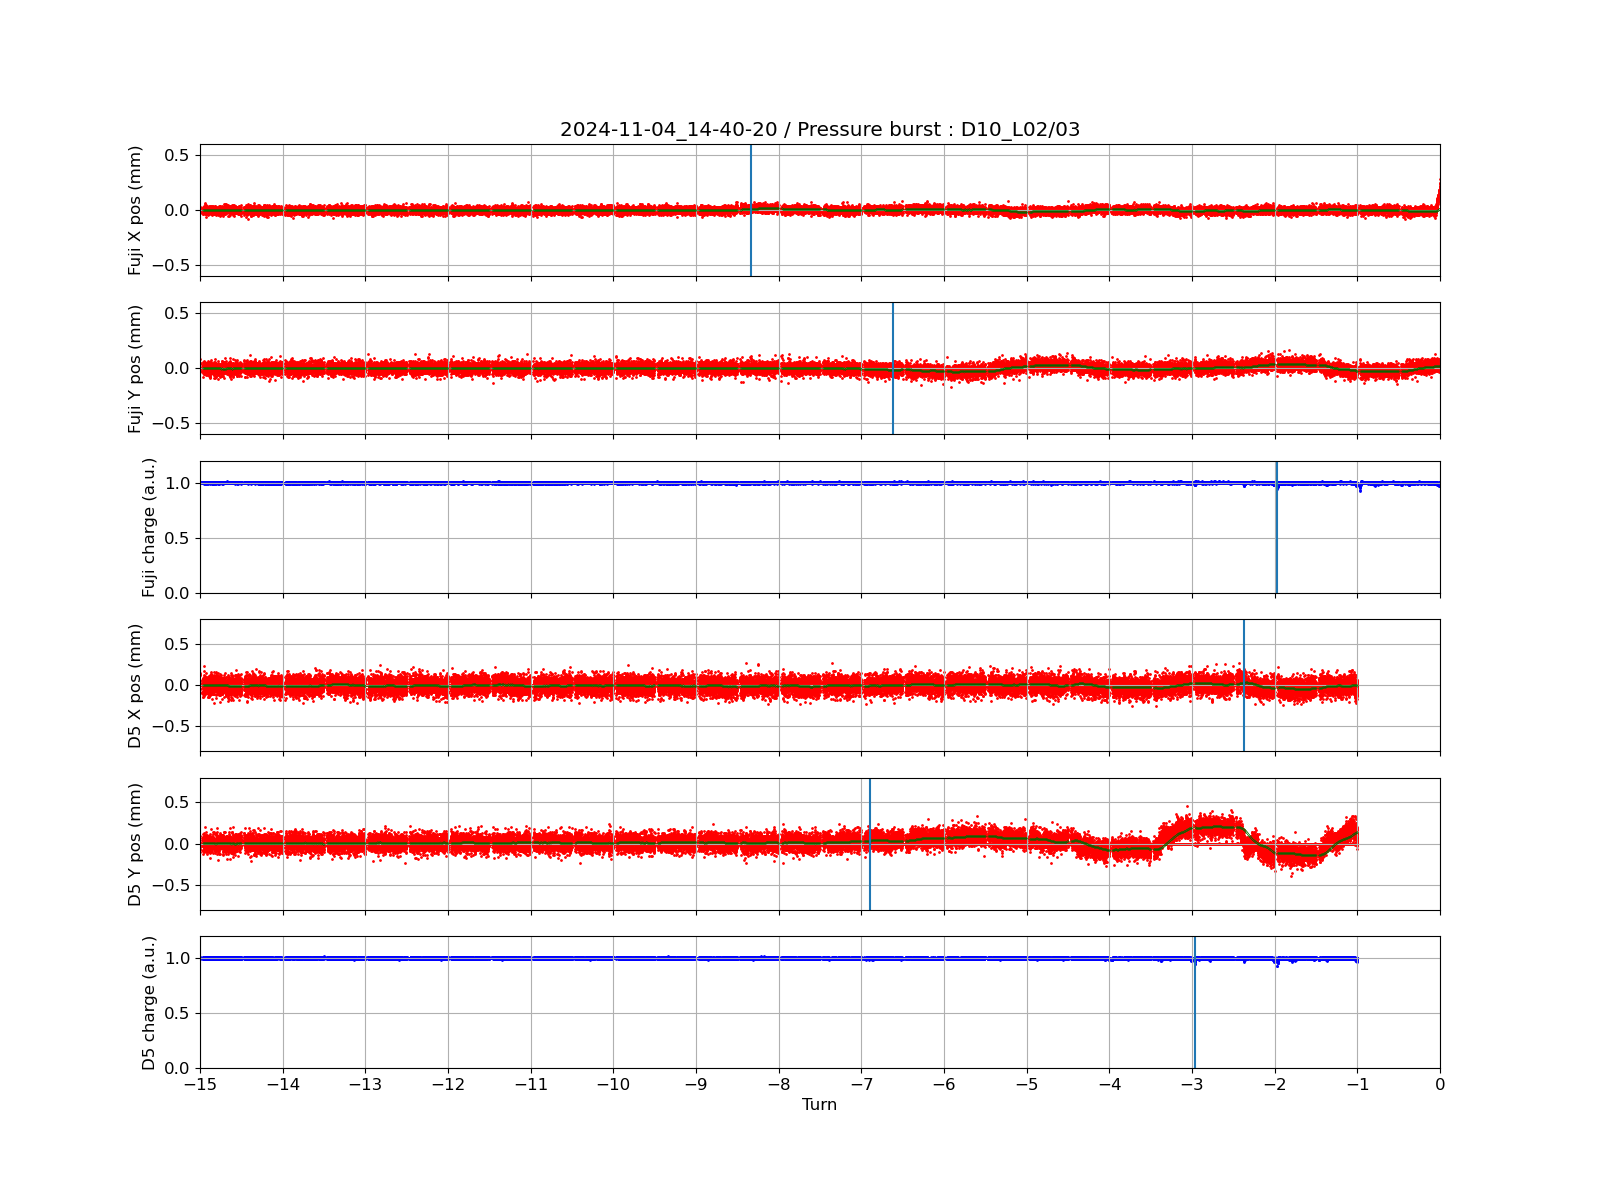 2024-11-04_14-40-20 / Pressure burst : D10_L02/03
Fuji X pos (mm)
0.5
0.0
−0.5
Fuji Y pos (mm)
0.5
0.0
−0.5
Fuji charge (a.u.)
1.0
0.5
0.0
D5 X pos (mm)
0.5
0.0
−0.5
D5 Y pos (mm)
0.5
0.0
−0.5
D5 charge (a.u.)
1.0
0.5
0.0
−15 −14 −13 −12 −11 −10 −9 −8 −7 −6 −5 −4 −3 −2 −1 0
Turn